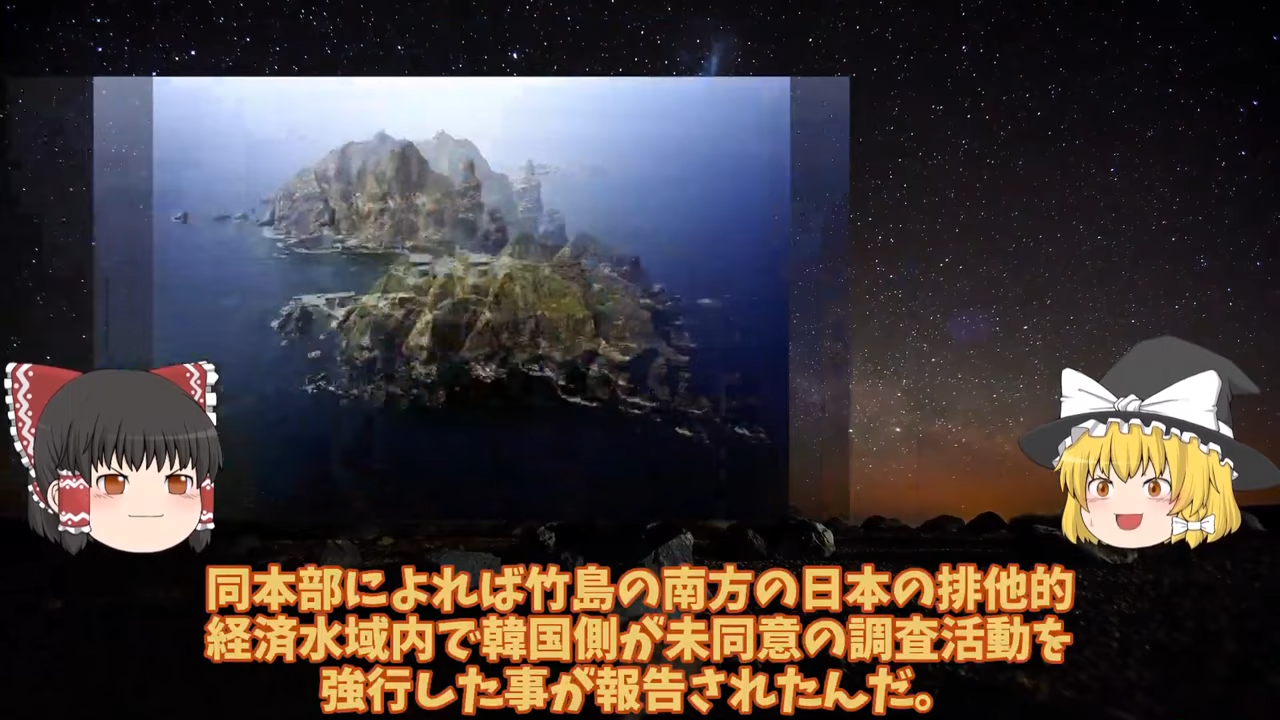 同本部によれば竹島の南方の日本の排他的
経済水域内で韓国側が未同意の調査活動を
強行した事が報告されたんだ。